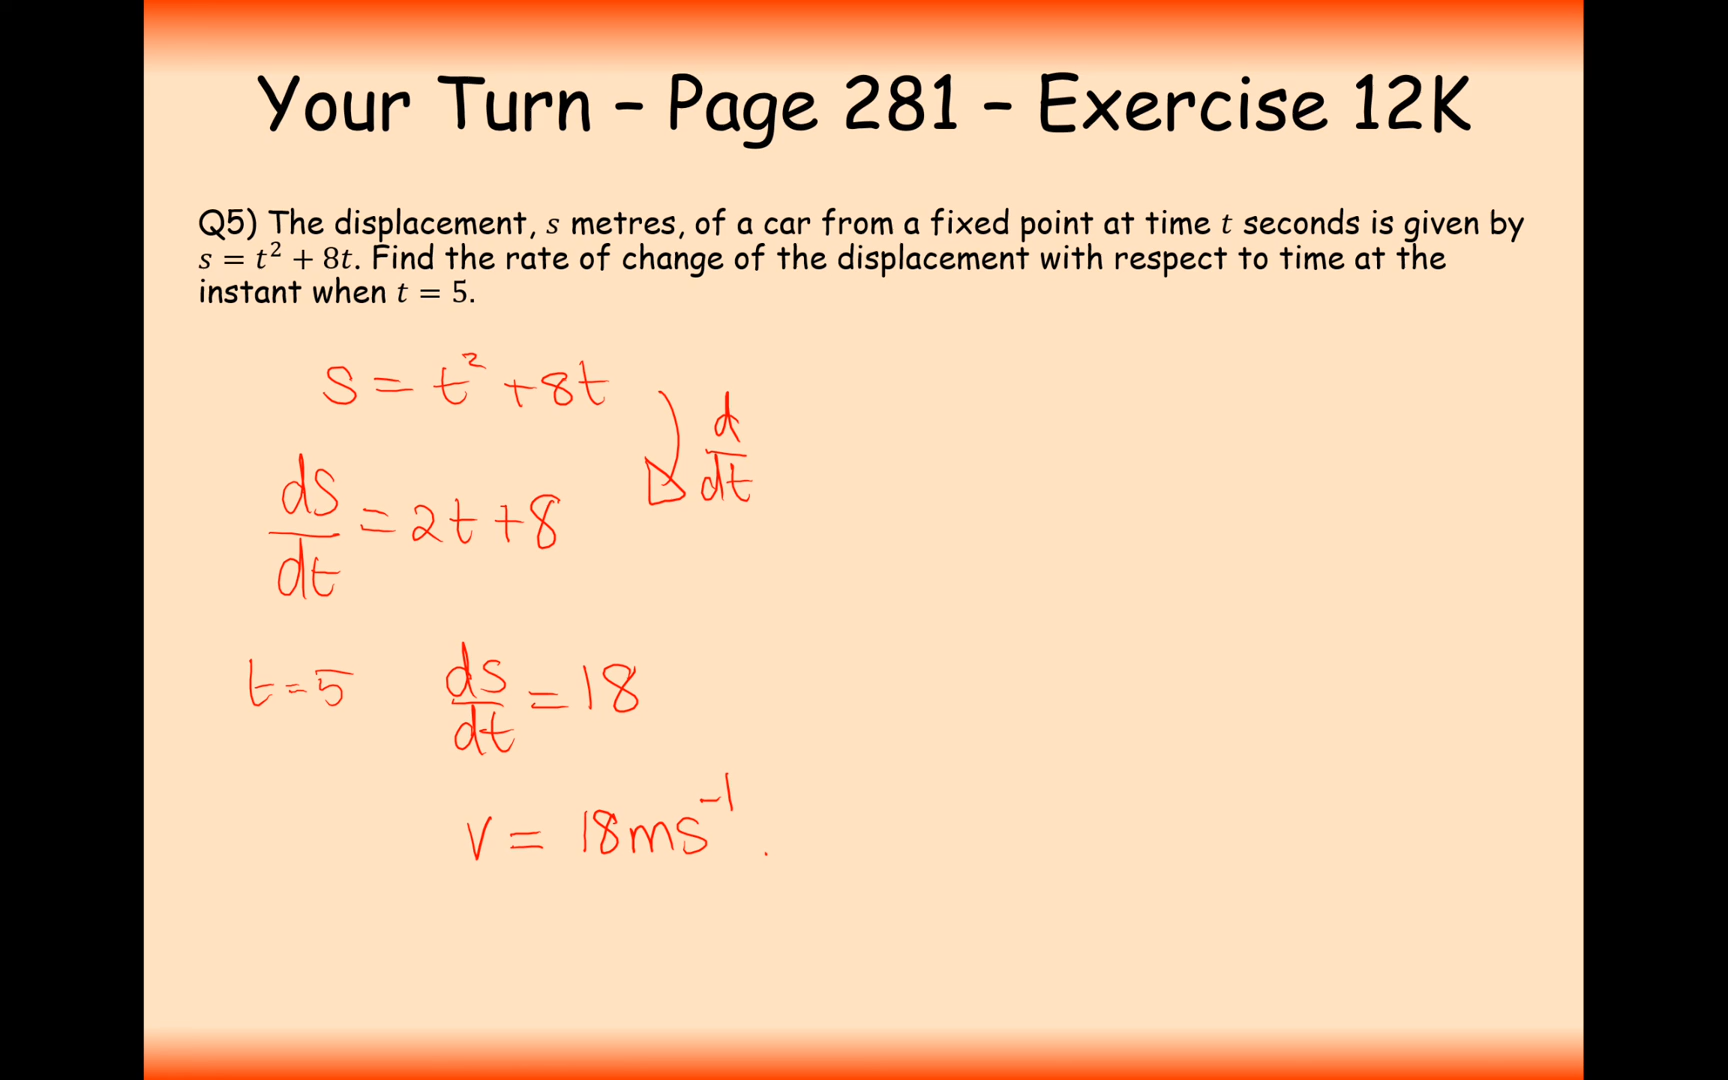 Your Turn – Page 281 – Exercise 12K
Q5) The displacement, s metres, of a car from a fixed point at time t seconds is given by
s = t² + 8t. Find the rate of change of the displacement with respect to time at the
instant when t = 5.
s = t² + 8t
d/dt
ds/dt = 2t + 8
t = 5 ds/dt = 18
v = 18ms⁻¹.